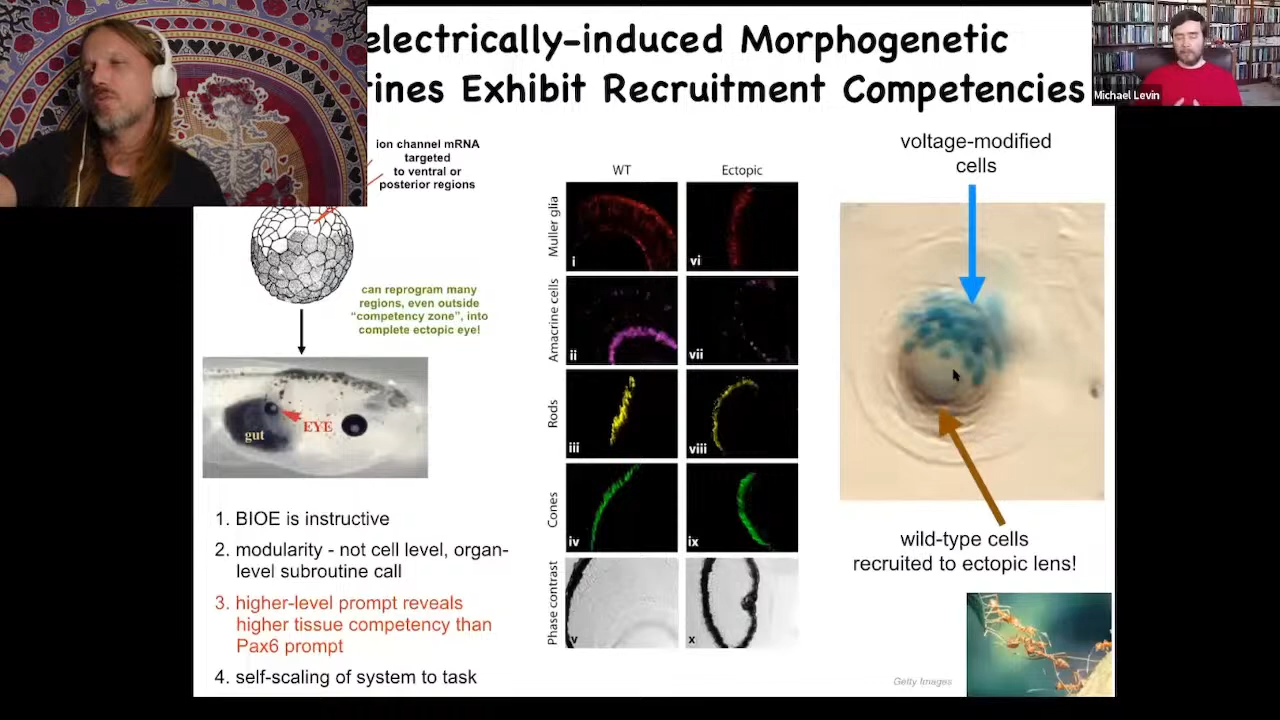 electrically-induced Morphogenetic
tines Exhibit Recruitment Competencies
Michael Levin
ion channel mRNA
targeted
to ventral or
posterior regions
can reprogram many
regions, even outside
“competency zone”, into
complete ectopic eye!
gut
EYE
1. BIOE is instructive
2. modularity - not cell level, organ-
level subroutine call
3. higher-level prompt reveals
higher tissue competency than
Pax6 prompt
4. self-scaling of system to task
WT
Ectopic
Muller glia
i
vi
Amacrine cells
ii
vii
Rods
iii
viii
Cones
iv
ix
Phase contrast
v
x
voltage-modified
cells
wild-type cells
recruited to ectopic lens!
Getty Images